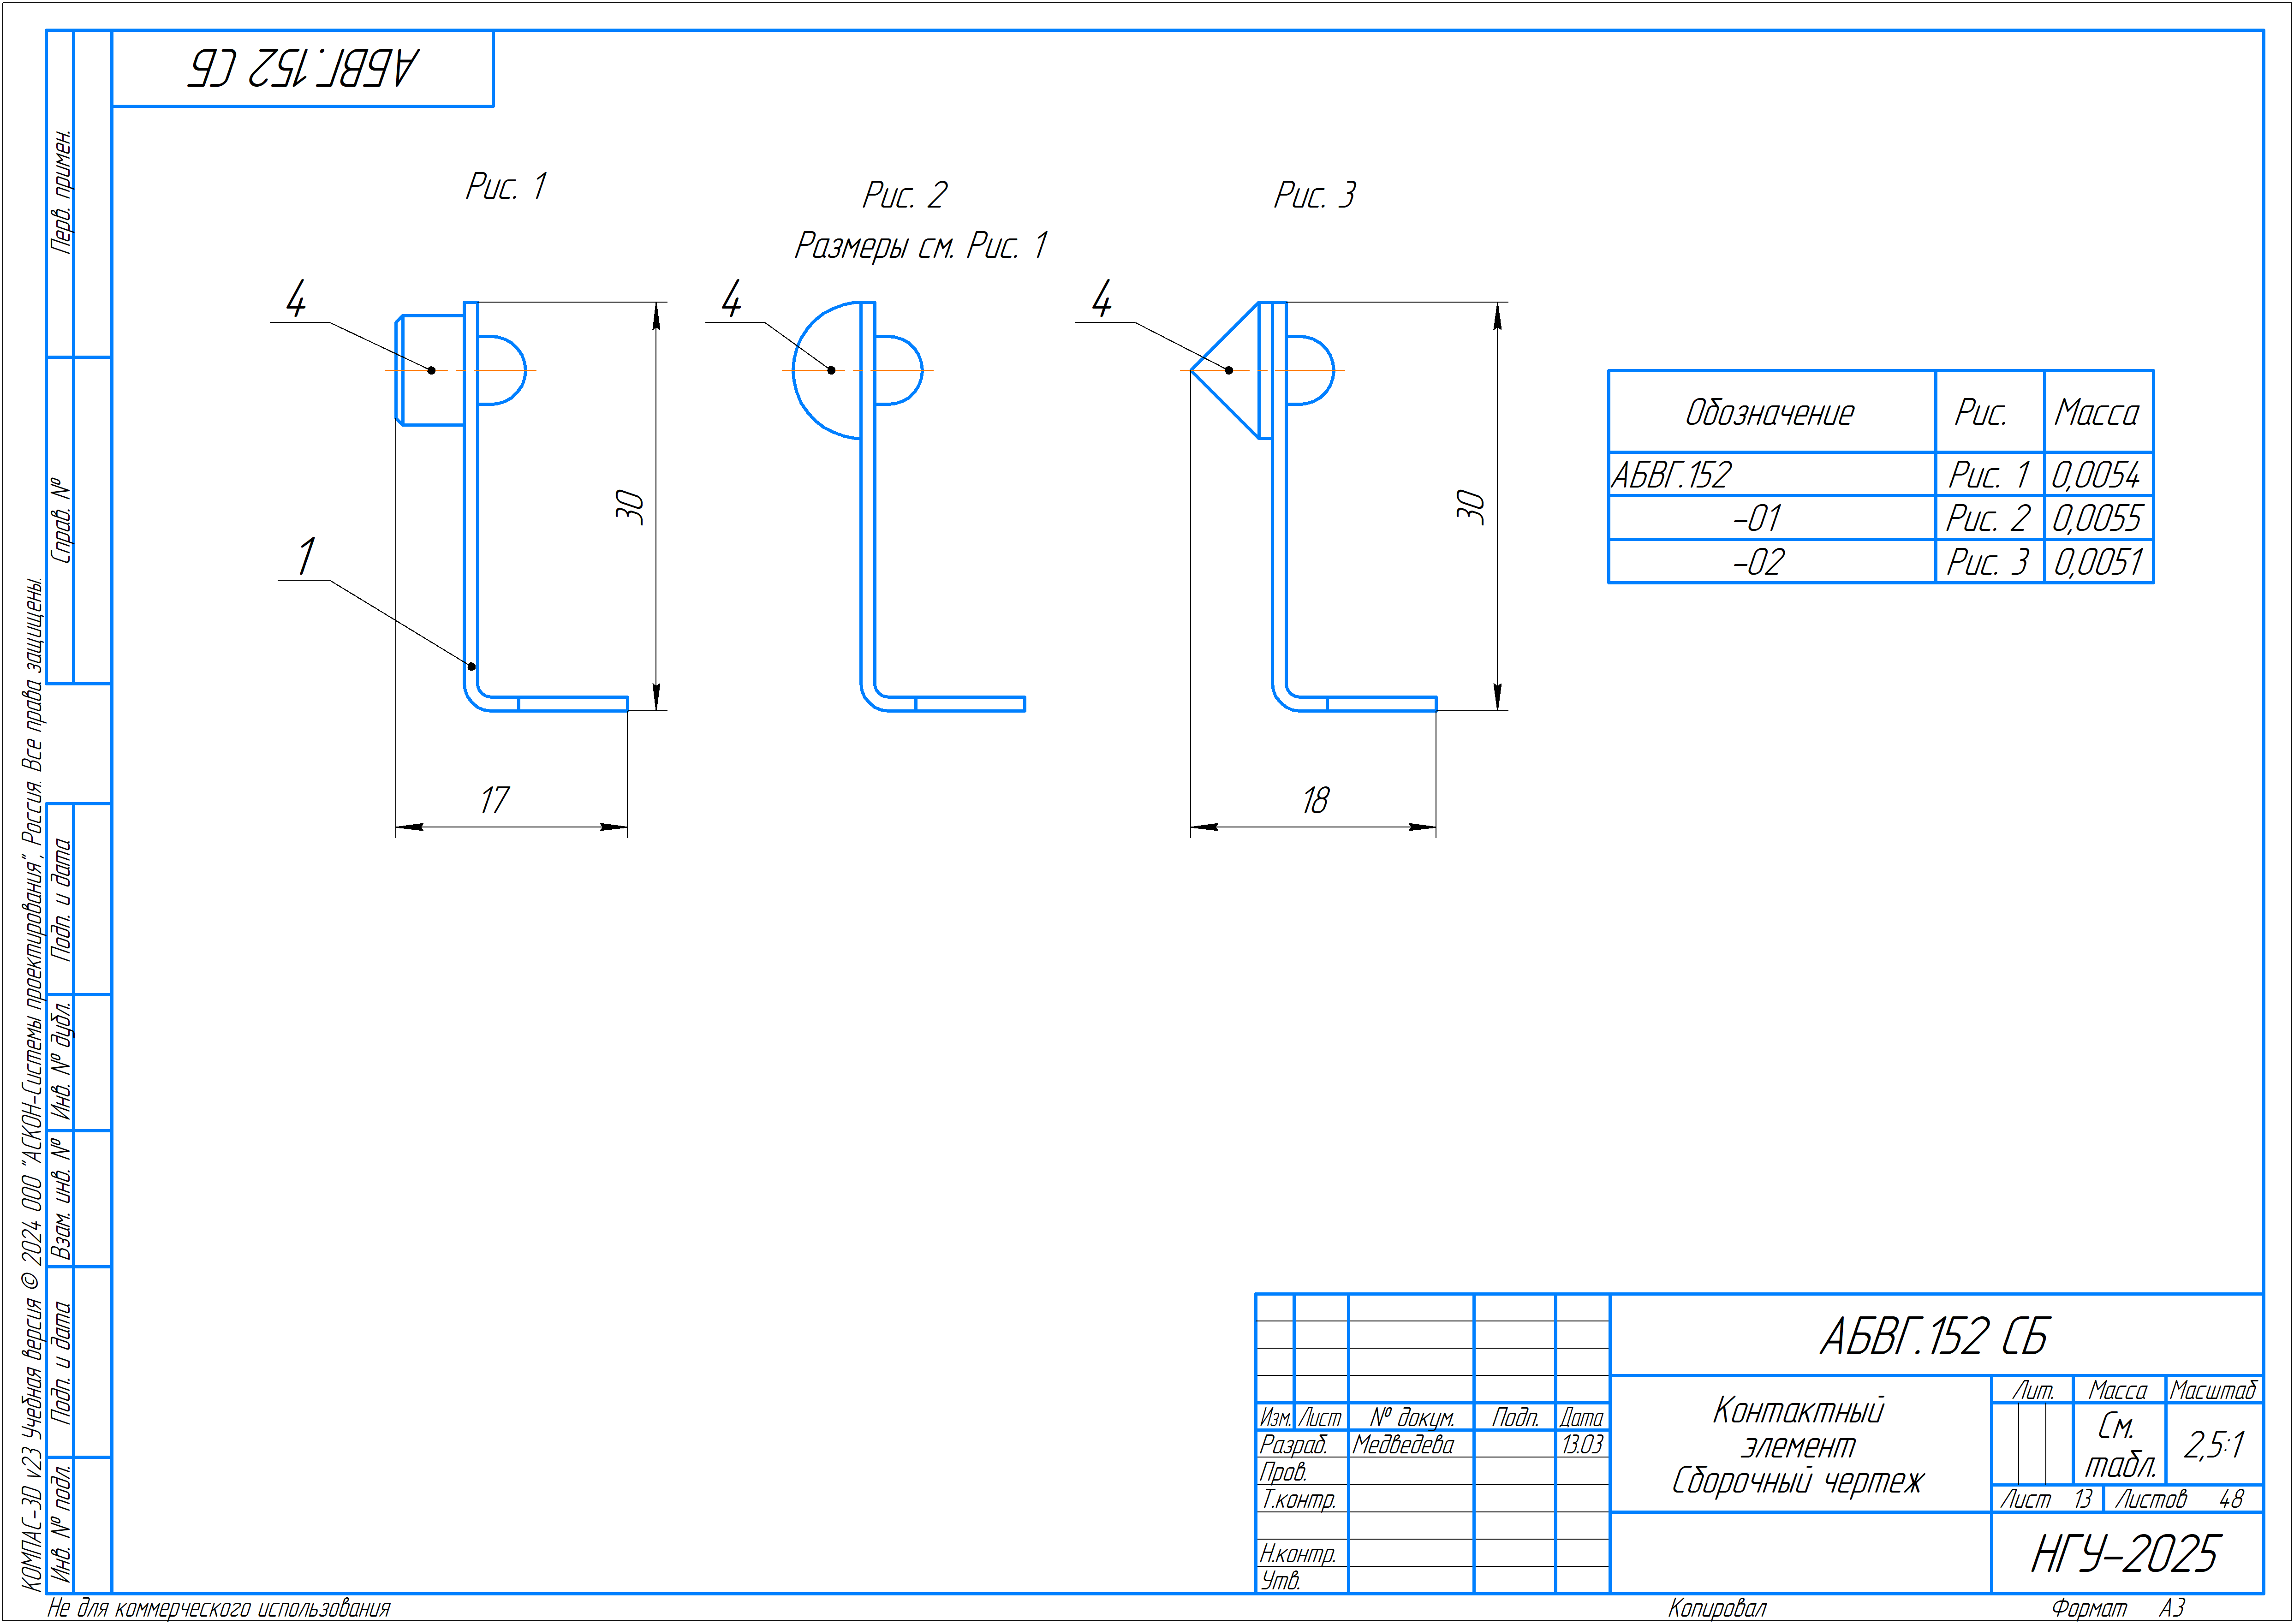 АБВГ.152 СБ
Рис. 1
Рис. 2
Размеры см. Рис. 1
Рис. 3
4
4
4
1
30
30
17
18
Обозначение Рис. Масса
АБВГ.152 Рис. 1 0,0054
-01 Рис. 2 0,0055
-02 Рис. 3 0,0051
Перв. примен.
Справ. №
Подп. и дата
Инв. № дубл.
Взам. инв. №
Подп. и дата
Инв. № подл.
КОМПАС-3D v23 Учебная версия © 2024 ООО "АСКОН-Системы проектирования", Россия. Все права защищены.
АБВГ.152 СБ
Изм. Лист № докум. Подп. Дата
Разраб. Медведева 13.03
Пров.
Т.контр.
Н.контр.
Утв.
Контактный
элемент
Сборочный чертеж
Лит. Масса Масштаб
См.
табл.
2,5:1
Лист 13 Листов 48
НГУ-2025
Не для коммерческого использования
Копировал
Формат А3